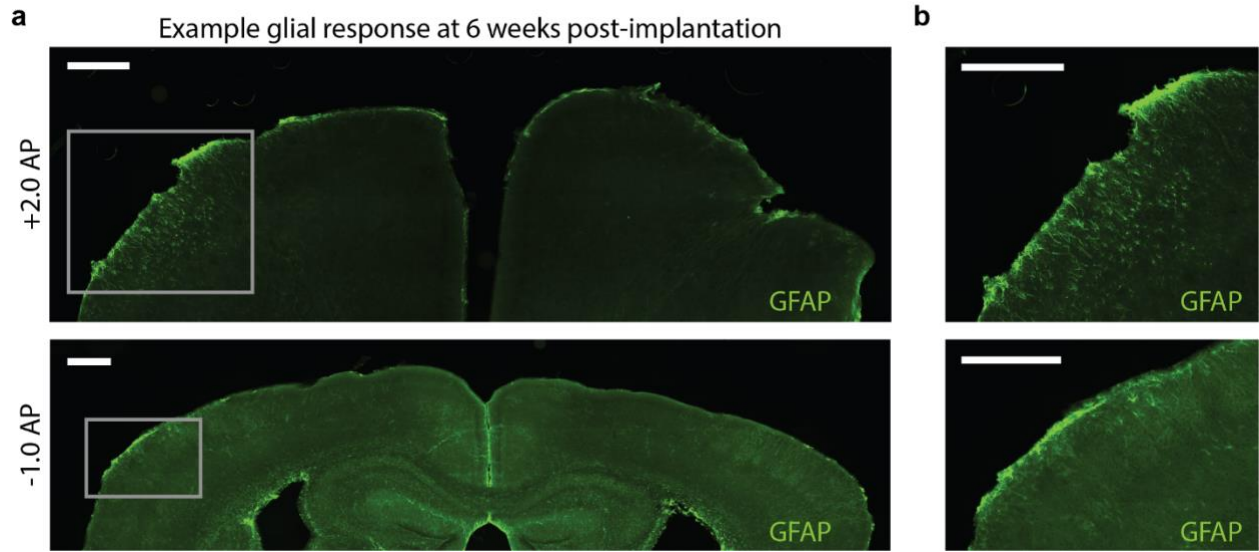 a
b
Example glial response at 6 weeks post-implantation
+2.0 AP
GFAP
GFAP
-1.0 AP
GFAP
GFAP